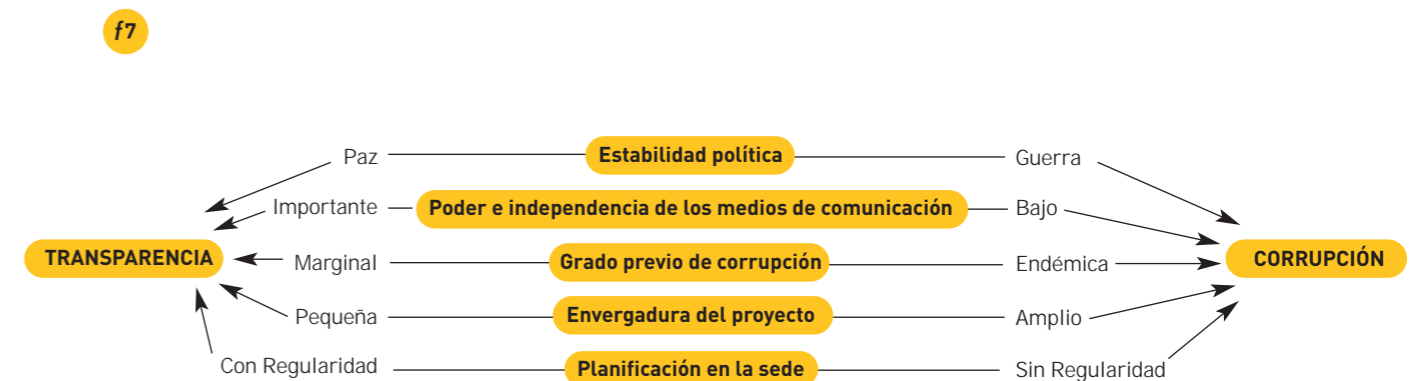 f7
Paz Estabilidad política Guerra
Importante Poder e independencia de los medios de comunicación Bajo
TRANSPARENCIA Marginal Grado previo de corrupción Endémica CORRUPCIÓN
Pequeña Envergadura del proyecto Amplio
Con Regularidad Planificación en la sede Sin Regularidad